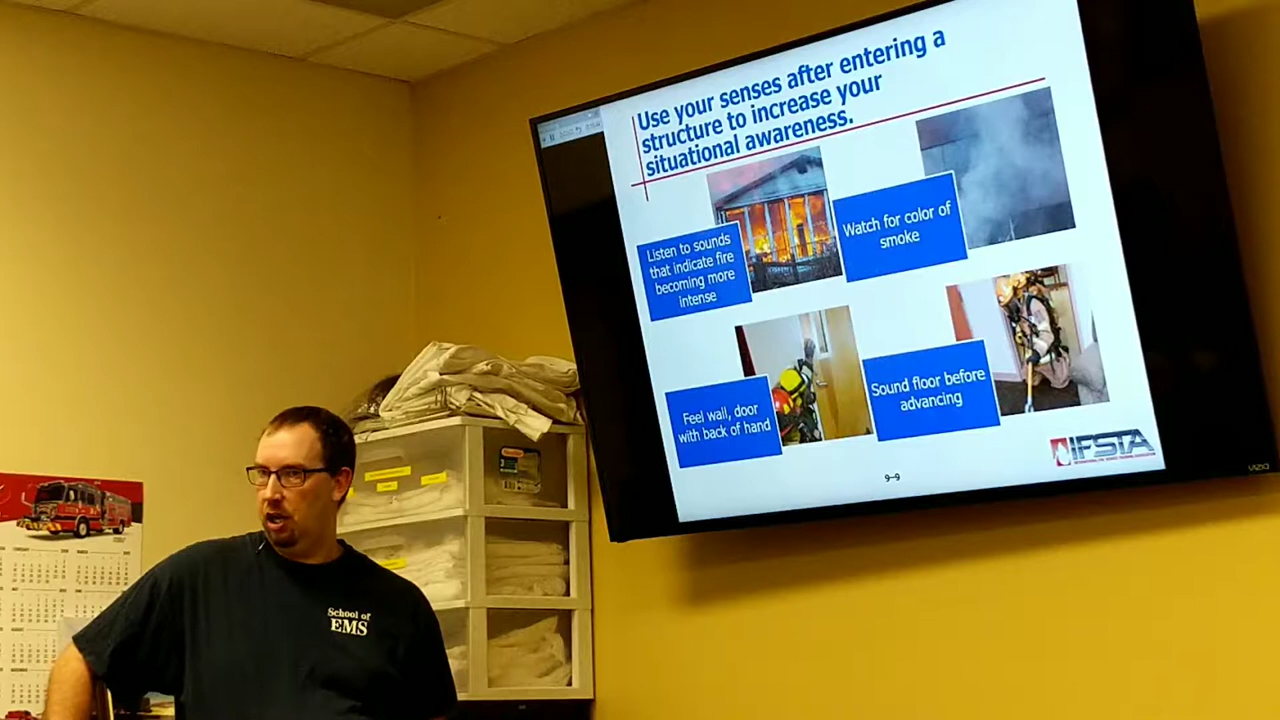 Use your senses after entering a
structure to increase your
situational awareness.
Listen to sounds
that indicate fire
becoming more
intense
Watch for color of
smoke
Feel wall, door
with back of hand
Sound floor before
advancing
IFSTA
9-9
VIZIO
School of
EMS